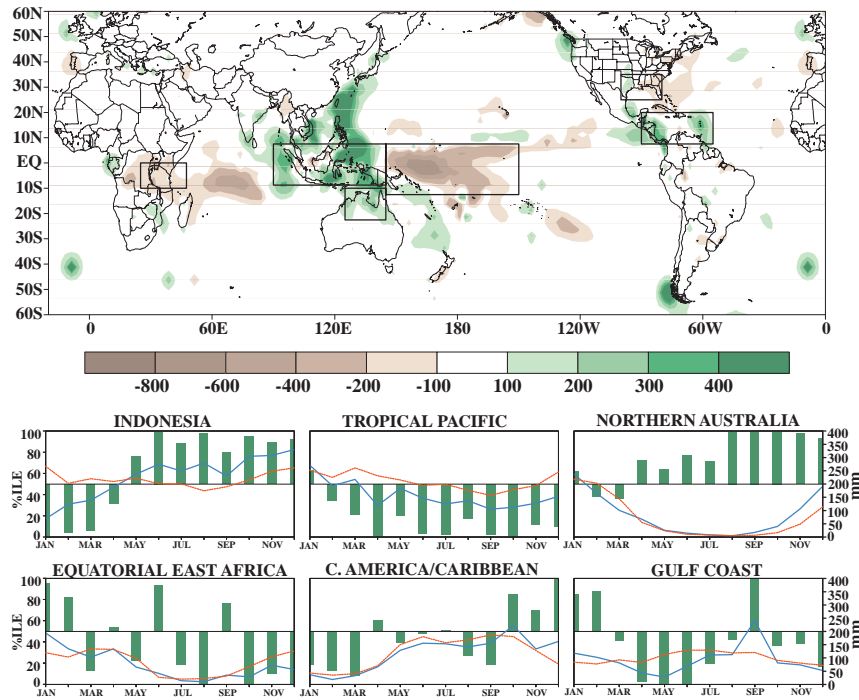 60N
50N
40N
30N
20N
10N
EQ
10S
20S
30S
40S
50S
60S
0 60E 120E 180 120W 60W 0
-800 -600 -400 -200 -100 100 200 300 400
INDONESIA TROPICAL PACIFIC NORTHERN AUSTRALIA
100
80
60
40
20
0
%ILE
400
350
300
250
200
150
100
50
0
mm
JAN MAR MAY JUL SEP NOV JAN MAR MAY JUL SEP NOV JAN MAR MAY JUL SEP NOV
EQUATORIAL EAST AFRICA C. AMERICA/CARIBBEAN GULF COAST
100
80
60
40
20
0
%ILE
400
350
300
250
200
150
100
50
0
mm
JAN MAR MAY JUL SEP NOV JAN MAR MAY JUL SEP NOV JAN MAR MAY JUL SEP NOV